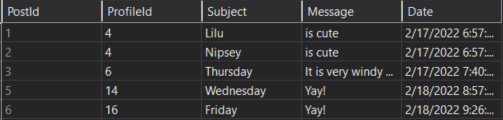 PostId ProfileId Subject Message Date
1 4 Lilu is cute 2/17/2022 6:57:...
2 4 Nipsey is cute 2/17/2022 6:57:...
3 6 Thursday It is very windy ... 2/17/2022 7:40:...
5 14 Wednesday Yay! 2/18/2022 8:57:...
6 16 Friday Yay! 2/18/2022 9:26:...